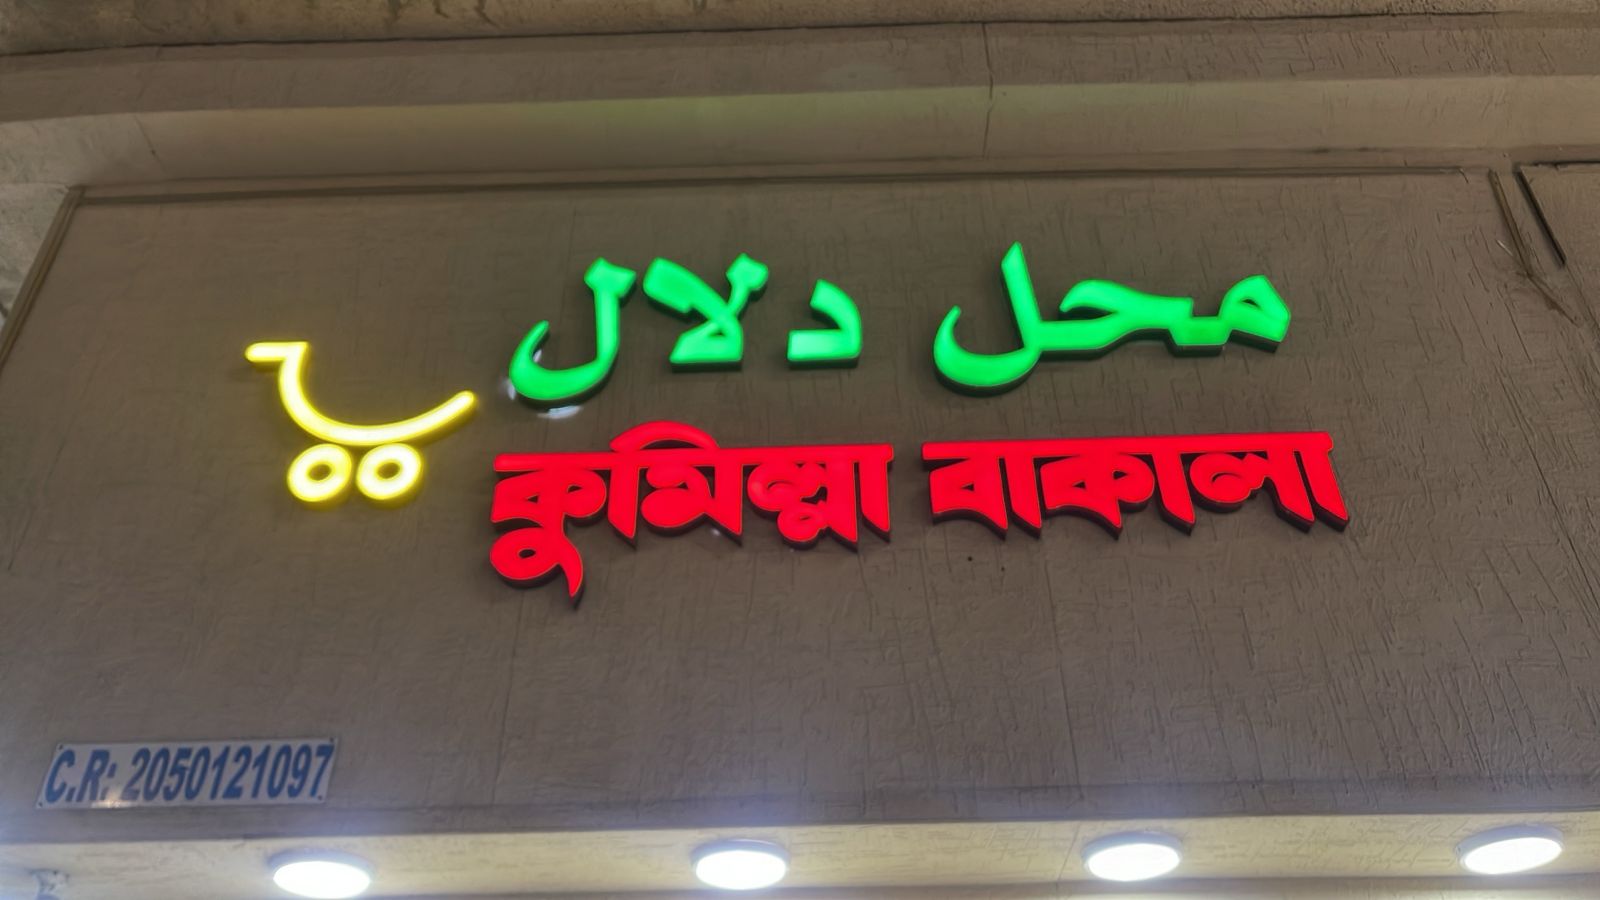 محل دلال
কুমিল্লা বাকালা
C.R: 2050121097